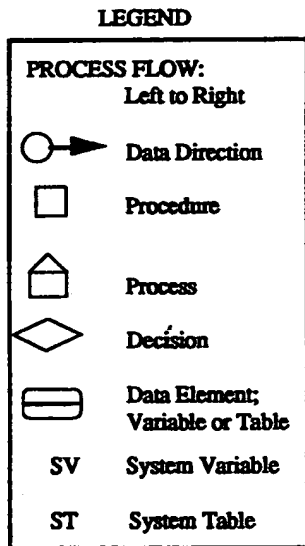 LEGEND
PROCESS FLOW:
Left to Right
Data Direction
Procedure
Process
Decision
Data Element;
Variable or Table
SV System Variable
ST System Table